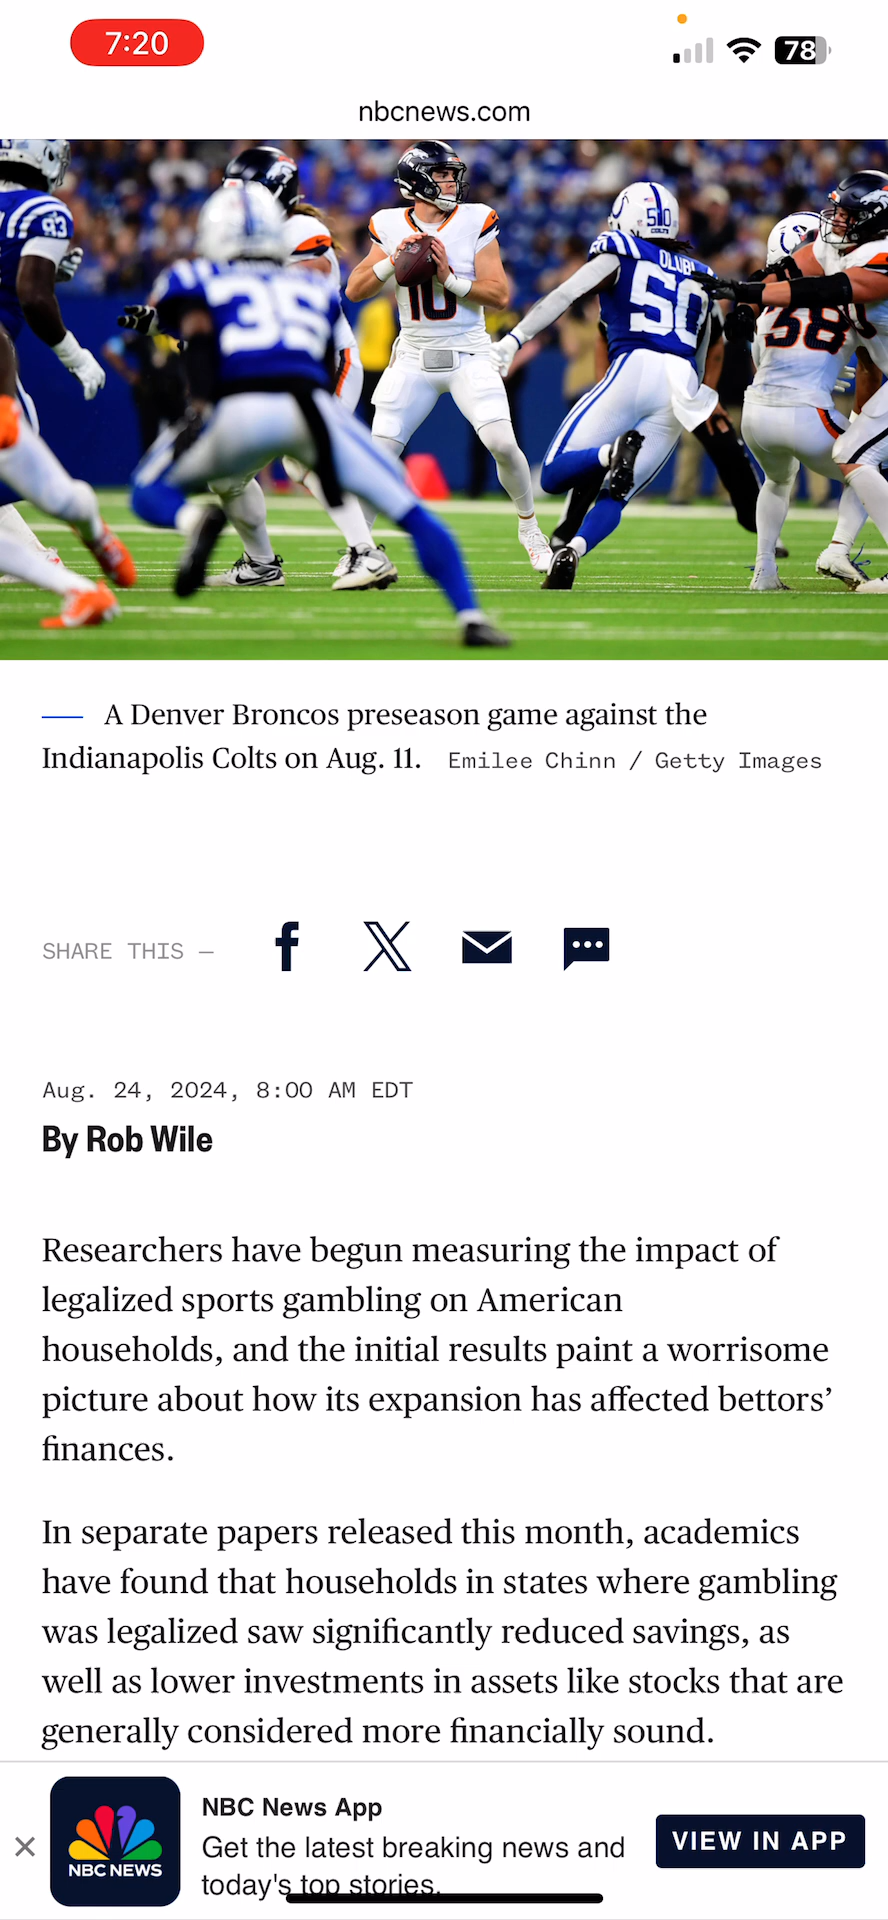 7:20
78
nbcnews.com
93
35
10
50
COLTS
50
38
— A Denver Broncos preseason game against the
Indianapolis Colts on Aug. 11. Emilee Chinn / Getty Images
SHARE THIS —
Aug. 24, 2024, 8:00 AM EDT
By Rob Wile
Researchers have begun measuring the impact of
legalized sports gambling on American
households, and the initial results paint a worrisome
picture about how its expansion has affected bettors’
finances.
In separate papers released this month, academics
have found that households in states where gambling
was legalized saw significantly reduced savings, as
well as lower investments in assets like stocks that are
generally considered more financially sound.
NBC NEWS
NBC News App
Get the latest breaking news and
today's top stories.
VIEW IN APP